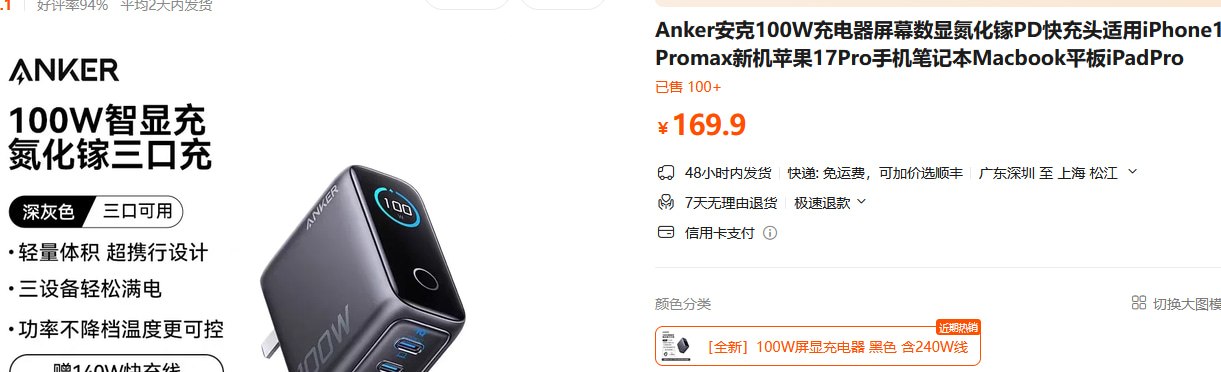 .1 好评率94% 平均2天内发货
ANKER
100W智显充
氮化镓三口充
深灰色 三口可用
·轻量体积 超携行设计
·三设备轻松满电
·功率不降档温度更可控
赠140W快充线
ANKER
100
W
100W
Anker安克100W充电器屏幕数显氮化镓PD快充头适用iPhone1
Promax新机苹果17Pro手机笔记本Macbook平板iPadPro
已售 100+
¥169.9
48小时内发货 快递: 免运费，可加价选顺丰 广东深圳 至 上海 松江
7天无理由退货 极速退款
信用卡支付
颜色分类
切换大图模
近期热销
［全新］100W屏显充电器 黑色 含240W线